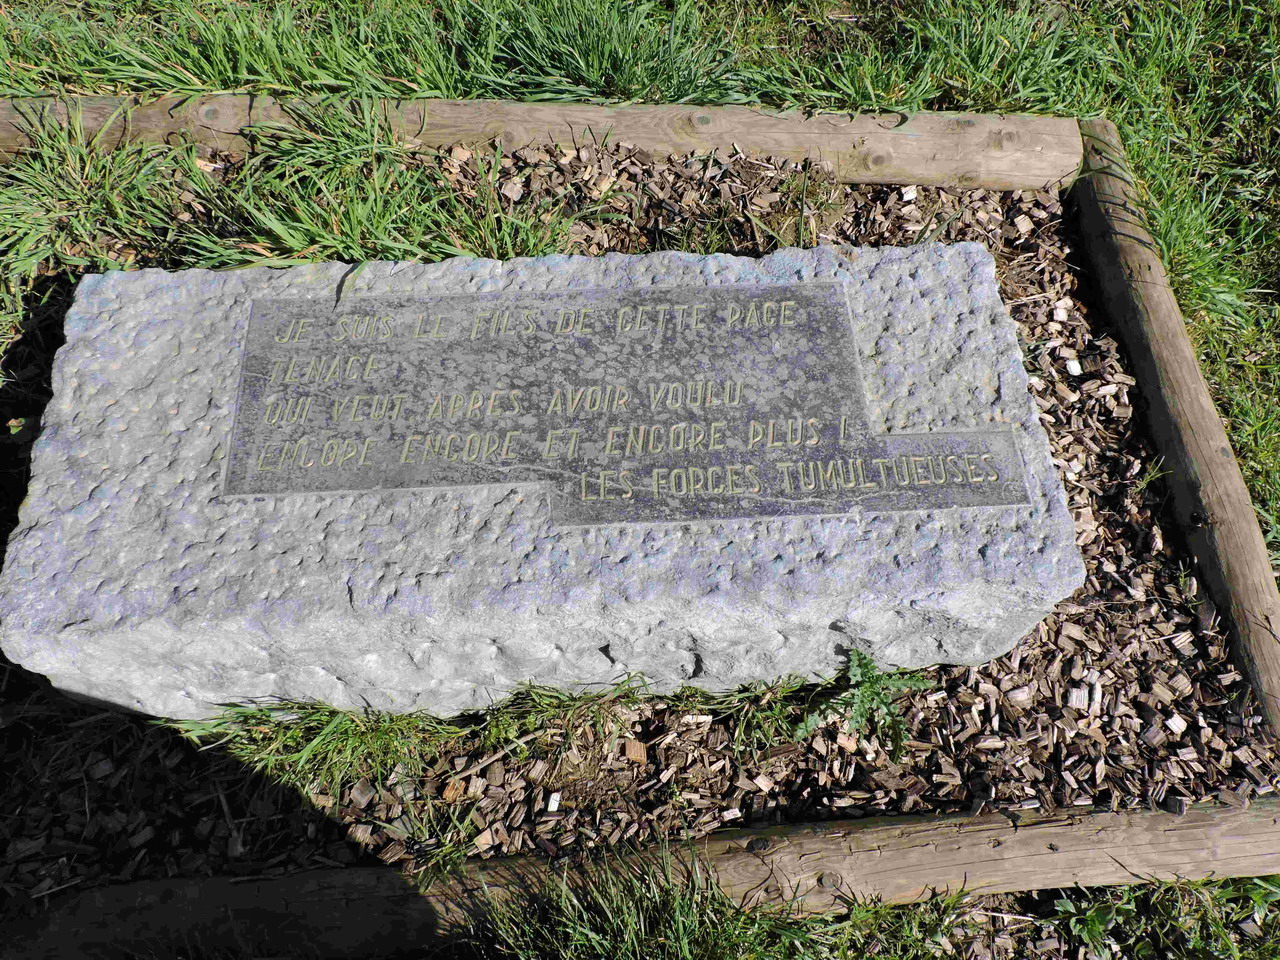 JE SUIS LE FILS DE CETTE RACE
TENACE
QUI VEUT APRES AVOIR VOULU
ENCORE ENCORE ET ENCORE PLUS !
LES FORCES TUMULTUEUSES